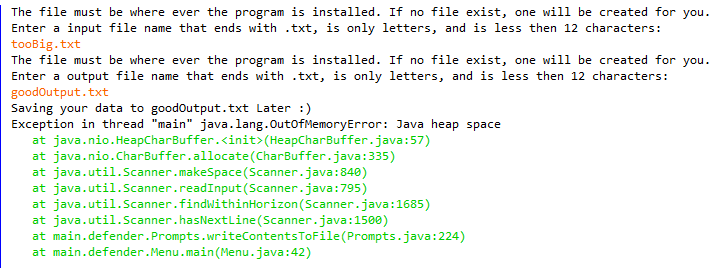 The file must be where ever the program is installed. If no file exist, one will be created for you.
Enter a input file name that ends with .txt, is only letters, and is less then 12 characters:
tooBig.txt
The file must be where ever the program is installed. If no file exist, one will be created for you.
Enter a output file name that ends with .txt, is only letters, and is less then 12 characters:
goodOutput.txt
Saving your data to goodOutput.txt Later :)
Exception in thread "main" java.lang.OutOfMemoryError: Java heap space
at java.nio.HeapCharBuffer.<init>(HeapCharBuffer.java:57)
at java.nio.CharBuffer.allocate(CharBuffer.java:335)
at java.util.Scanner.makeSpace(Scanner.java:840)
at java.util.Scanner.readInput(Scanner.java:795)
at java.util.Scanner.findWithinHorizon(Scanner.java:1685)
at java.util.Scanner.hasNextLine(Scanner.java:1500)
at main.defender.Prompts.writeContentsToFile(Prompts.java:224)
at main.defender.Menu.main(Menu.java:42)